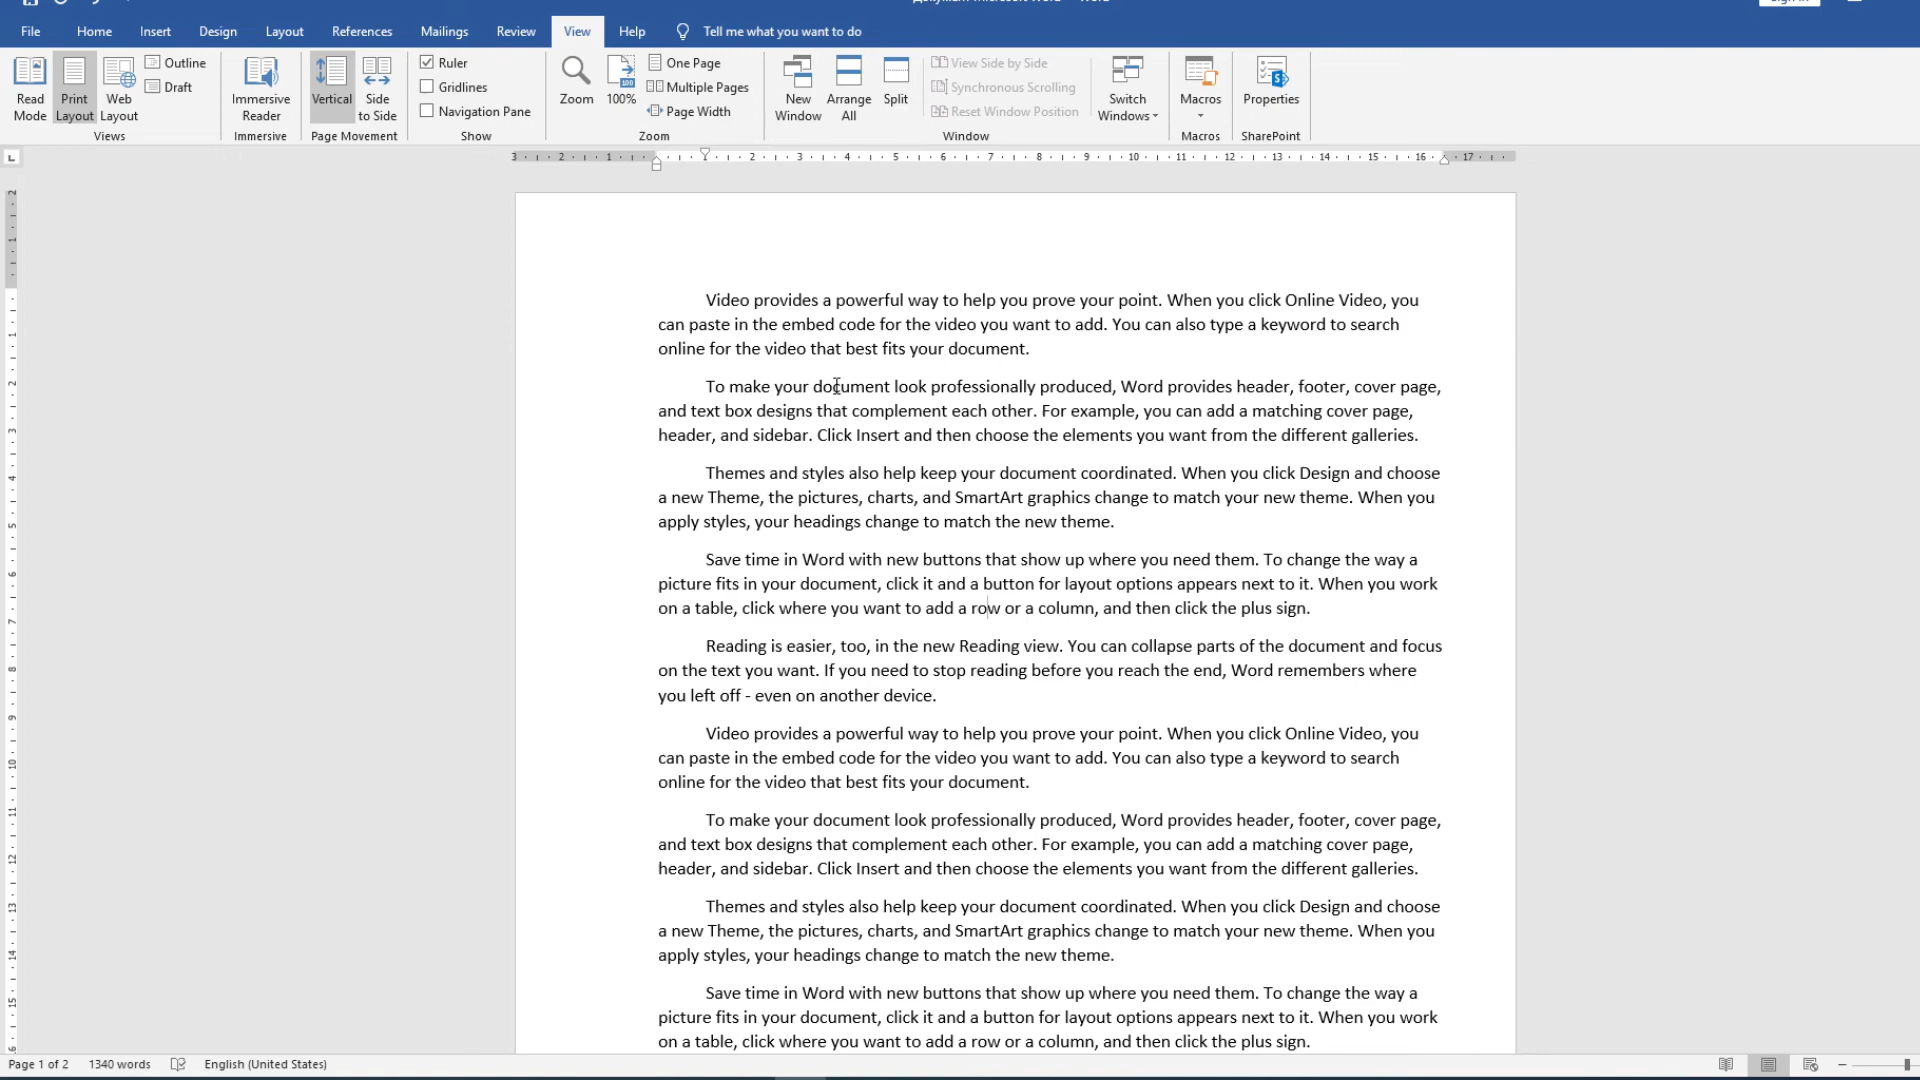 File Home Insert Design Layout References Mailings Review View Help Tell me what you want to do
Read Mode
Print Layout
Web Layout
Outline
Draft
Views
Immersive Reader
Immersive
Vertical
Side to Side
Page Movement
Ruler
Gridlines
Navigation Pane
Show
Zoom
100%
One Page
Multiple Pages
Page Width
Zoom
New Window
Arrange All
Split
View Side by Side
Synchronous Scrolling
Reset Window Position
Switch Windows
Window
Macros
Macros
Properties
SharePoint
3 2 1 2 3 4 5 6 7 8 9 10 11 12 13 14 15 16 17
Video provides a powerful way to help you prove your point. When you click Online Video, you
can paste in the embed code for the video you want to add. You can also type a keyword to search
online for the video that best fits your document.
To make your document look professionally produced, Word provides header, footer, cover page,
and text box designs that complement each other. For example, you can add a matching cover page,
header, and sidebar. Click Insert and then choose the elements you want from the different galleries.
Themes and styles also help keep your document coordinated. When you click Design and choose
a new Theme, the pictures, charts, and SmartArt graphics change to match your new theme. When you
apply styles, your headings change to match the new theme.
Save time in Word with new buttons that show up where you need them. To change the way a
picture fits in your document, click it and a button for layout options appears next to it. When you work
on a table, click where you want to add a row or a column, and then click the plus sign.
Reading is easier, too, in the new Reading view. You can collapse parts of the document and focus
on the text you want. If you need to stop reading before you reach the end, Word remembers where
you left off - even on another device.
Video provides a powerful way to help you prove your point. When you click Online Video, you
can paste in the embed code for the video you want to add. You can also type a keyword to search
online for the video that best fits your document.
To make your document look professionally produced, Word provides header, footer, cover page,
and text box designs that complement each other. For example, you can add a matching cover page,
header, and sidebar. Click Insert and then choose the elements you want from the different galleries.
Themes and styles also help keep your document coordinated. When you click Design and choose
a new Theme, the pictures, charts, and SmartArt graphics change to match your new theme. When you
apply styles, your headings change to match the new theme.
Save time in Word with new buttons that show up where you need them. To change the way a
picture fits in your document, click it and a button for layout options appears next to it. When you work
on a table, click where you want to add a row or a column, and then click the plus sign.
Page 1 of 2 1340 words English (United States)